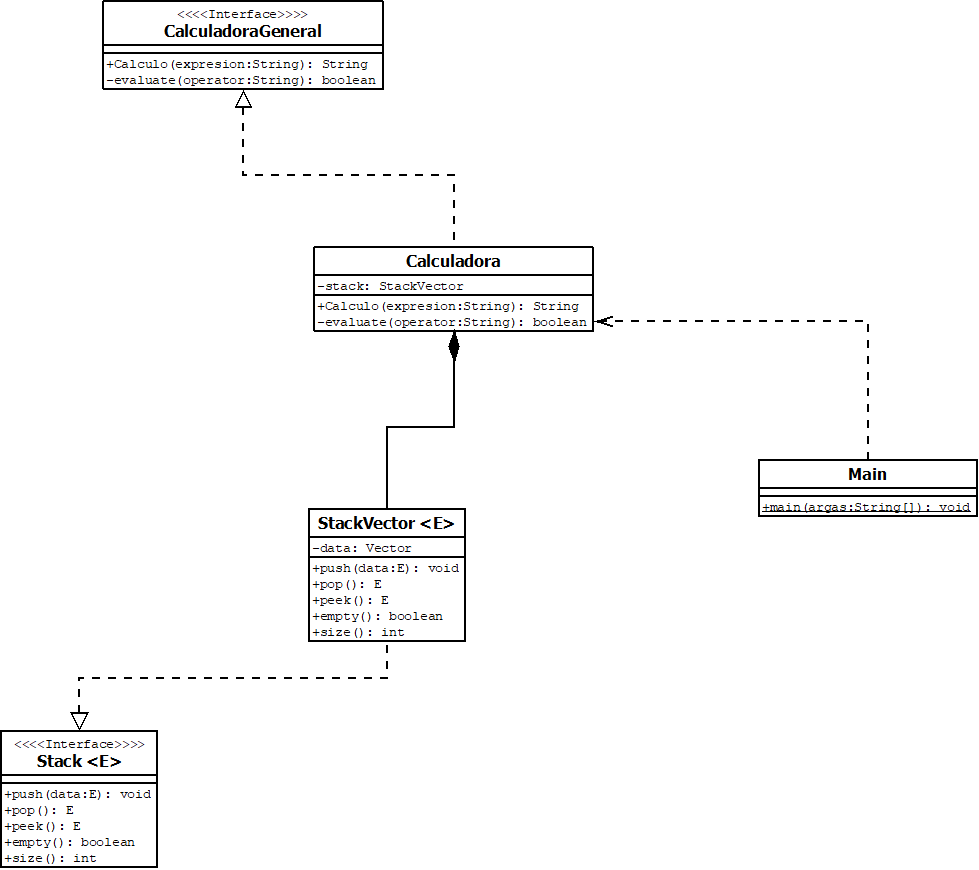 <<<<Interface>>>>
CalculadoraGeneral
+Calculo(expresion:String): String
-evaluate(operator:String): boolean
Calculadora
-stack: StackVector
+Calculo(expresion:String): String
-evaluate(operator:String): boolean
Main
+main(argas:String[]): void
StackVector <E>
-data: Vector
+push(data:E): void
+pop(): E
+peek(): E
+empty(): boolean
+size(): int
<<<<Interface>>>>
Stack <E>
+push(data:E): void
+pop(): E
+peek(): E
+empty(): boolean
+size(): int